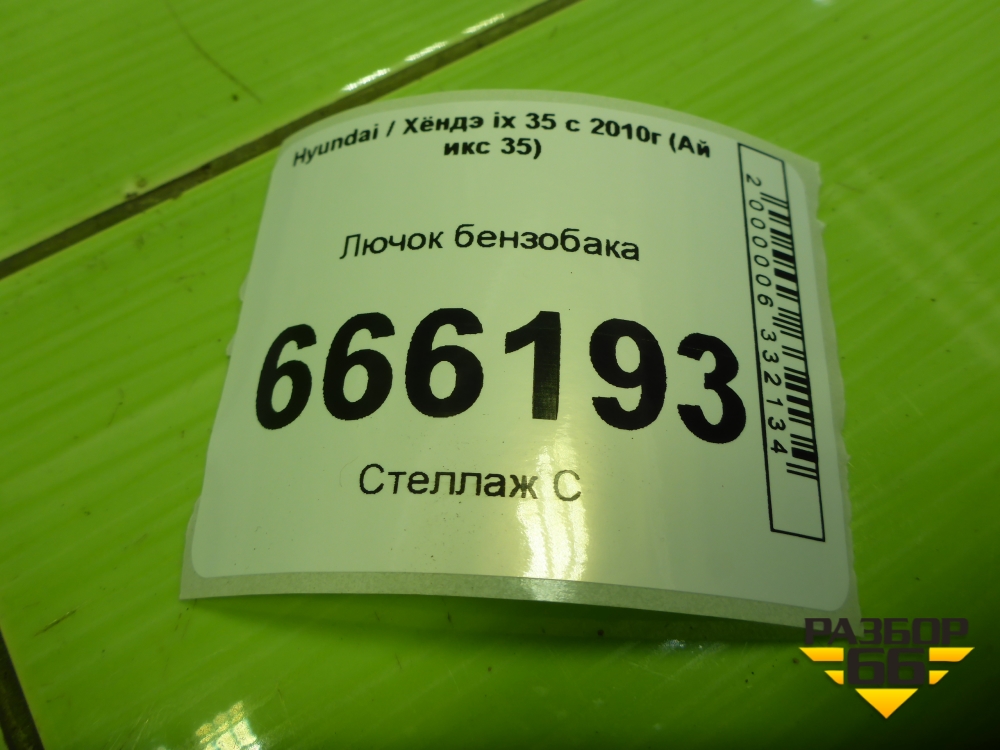 Hyundai / Хёндэ ix 35 с 2010г (Ай
икс 35)
Лючок бензобака
666193
Стеллаж С
2000006332134
РАЗБОР
66